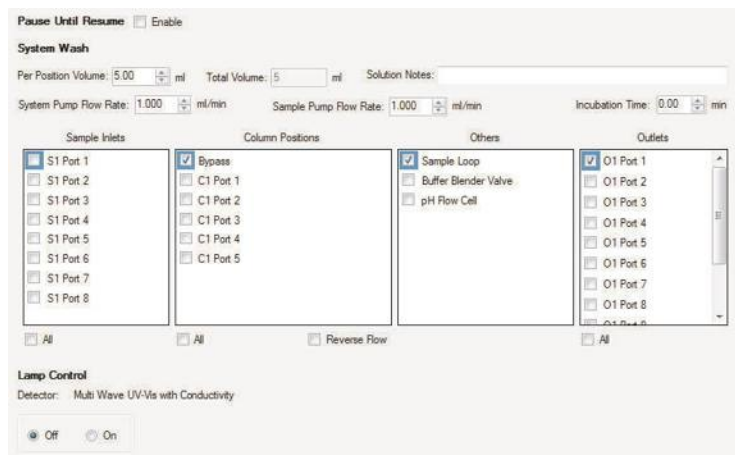 Pause Until Resume Enable
System Wash
Per Position Volume: 5.00 ml Total Volume: 5 ml Solution Notes:
System Pump Flow Rate: 1.000 ml/min Sample Pump Flow Rate: 1.000 ml/min Incubation Time: 0.00 min
Sample Inlets Column Positions Others Outlets
S1 Port 1 Bypass Sample Loop O1 Port 1
S1 Port 2 C1 Port 1 Buffer Blender Valve O1 Port 2
S1 Port 3 C1 Port 2 pH Flow Cell O1 Port 3
S1 Port 4 C1 Port 3 O1 Port 4
S1 Port 5 C1 Port 4 O1 Port 5
S1 Port 6 C1 Port 5 O1 Port 6
S1 Port 7 O1 Port 7
S1 Port 8 O1 Port 8
All All Reverse Flow All
Lamp Control
Detector: Multi Wave UV-Vis with Conductivity
Off On